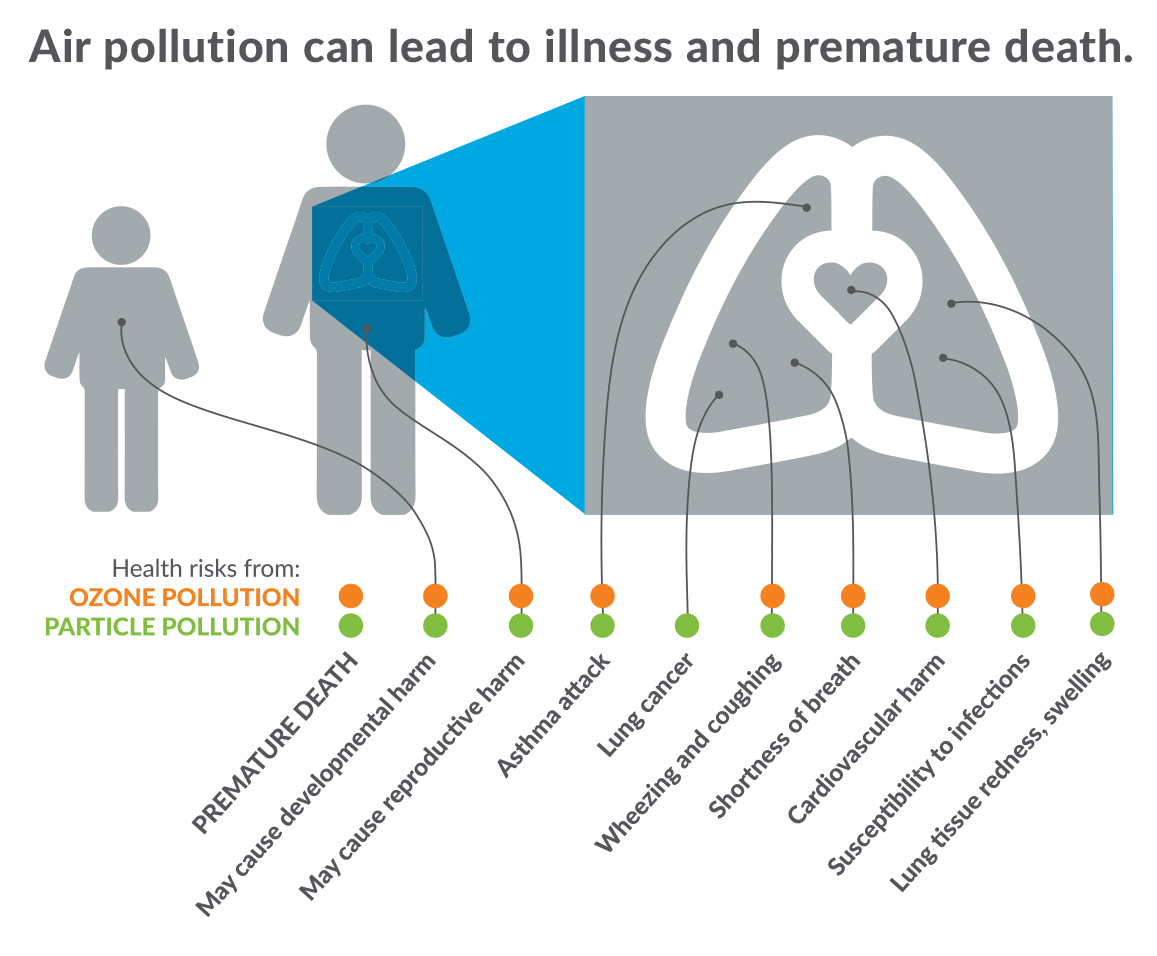 Air pollution can lead to illness and premature death.
Health risks from:
OZONE POLLUTION
PARTICLE POLLUTION
PREMATURE DEATH
May cause developmental harm
May cause reproductive harm
Asthma attack
Lung cancer
Wheezing and coughing
Shortness of breath
Cardiovascular harm
Susceptibility to infections
Lung tissue redness, swelling